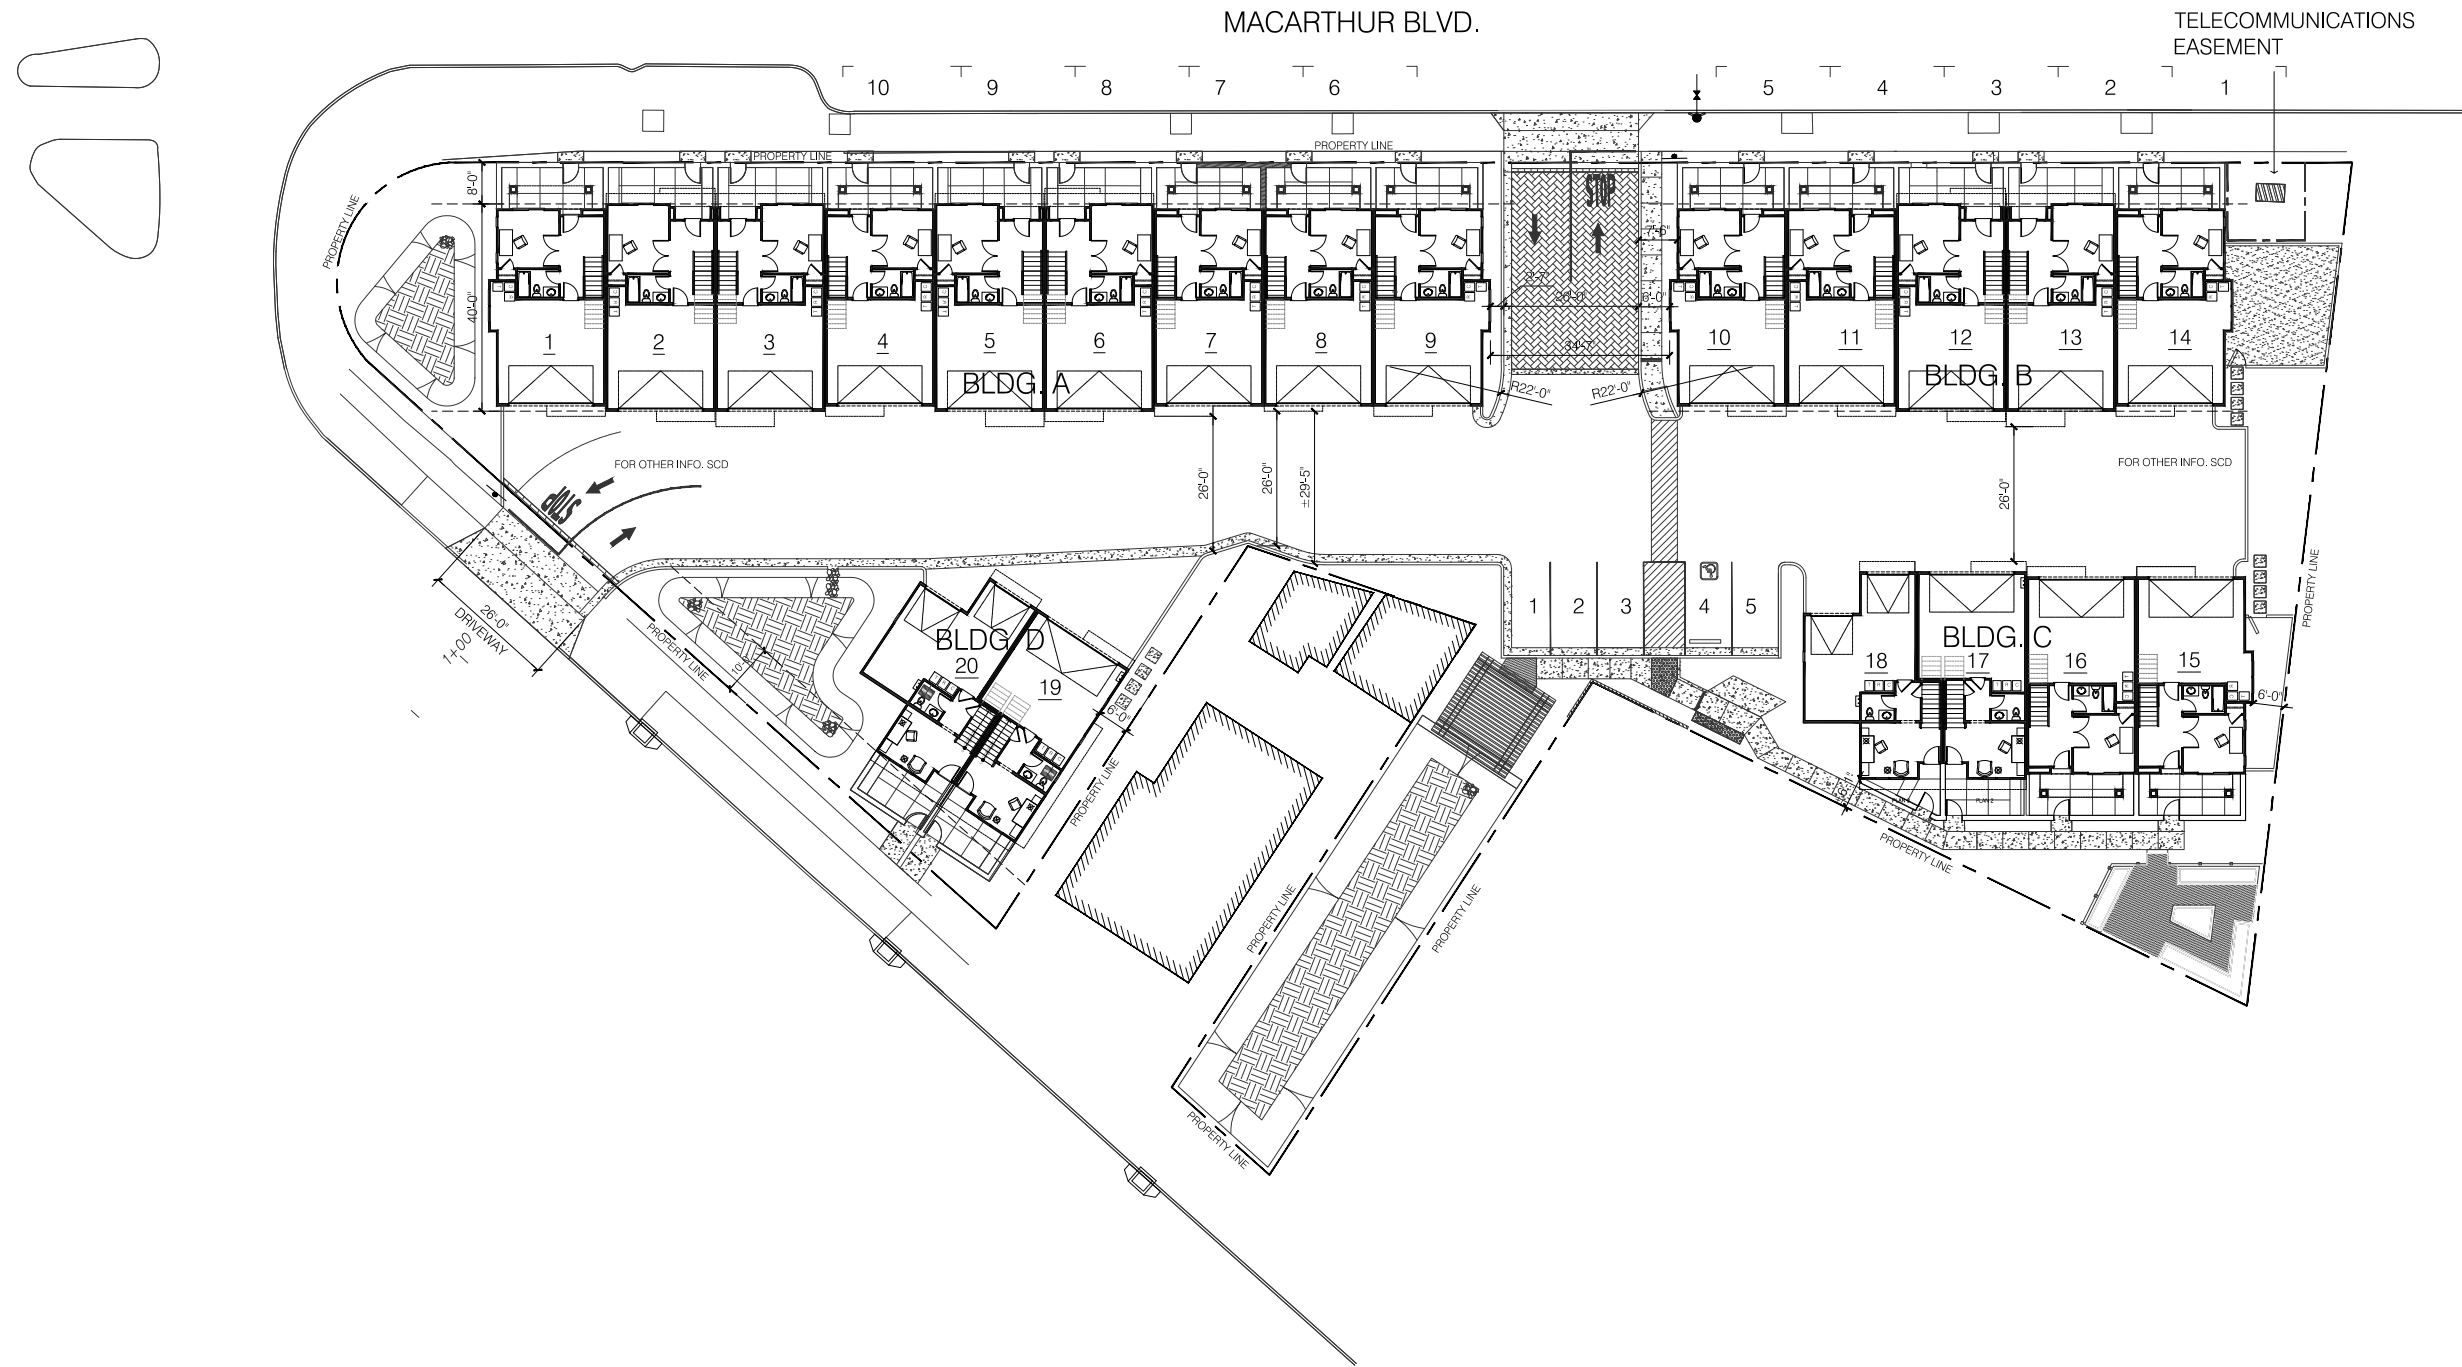 MACARTHUR BLVD.
TELECOMMUNICATIONS
EASEMENT
10
9
8
7
6
5
4
3
2
1
PROPERTY LINE
PROPERTY LINE
PROPERTY LINE
8'-0"
40'-0"
STOP
7'-6"
26'-0"
6'-0"
34'-7"
R22'-0"
R22'-0"
1
2
3
4
5
6
7
8
9
10
11
12
13
14
BLDG. A
BLDG. B
FOR OTHER INFO. SCD
FOR OTHER INFO. SCD
STOP
26'-0"
26'-0"
±29'-5"
26'-0"
PROPERTY LINE
26'-0"
DRIVEWAY
1+00
PROPERTY LINE
BLDG. D
20
19
6'-0"
PROPERTY LINE
1
2
3
4
5
BLDG. C
18
17
16
15
6'-0"
PLAN 2
PROPERTY LINE
PROPERTY LINE
PROPERTY LINE
PROPERTY LINE